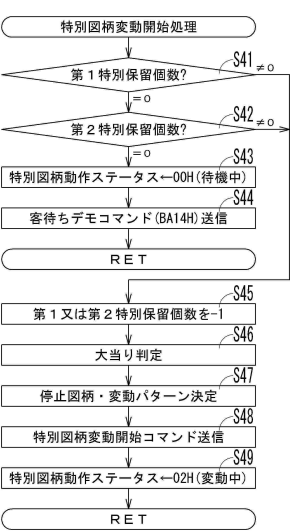 特別図柄変動開始処理
S41
第1特別保留個数?
≠0
=0
S42
第2特別保留個数?
≠0
=0
S43
特別図柄動作ステータス←00H(待機中)
S44
客待ちデモコマンド(BA14H)送信
RET
S45
第1又は第2特別保留個数を-1
S46
大当り判定
S47
停止図柄・変動パターン決定
S48
特別図柄変動開始コマンド送信
S49
特別図柄動作ステータス←02H(変動中)
RET